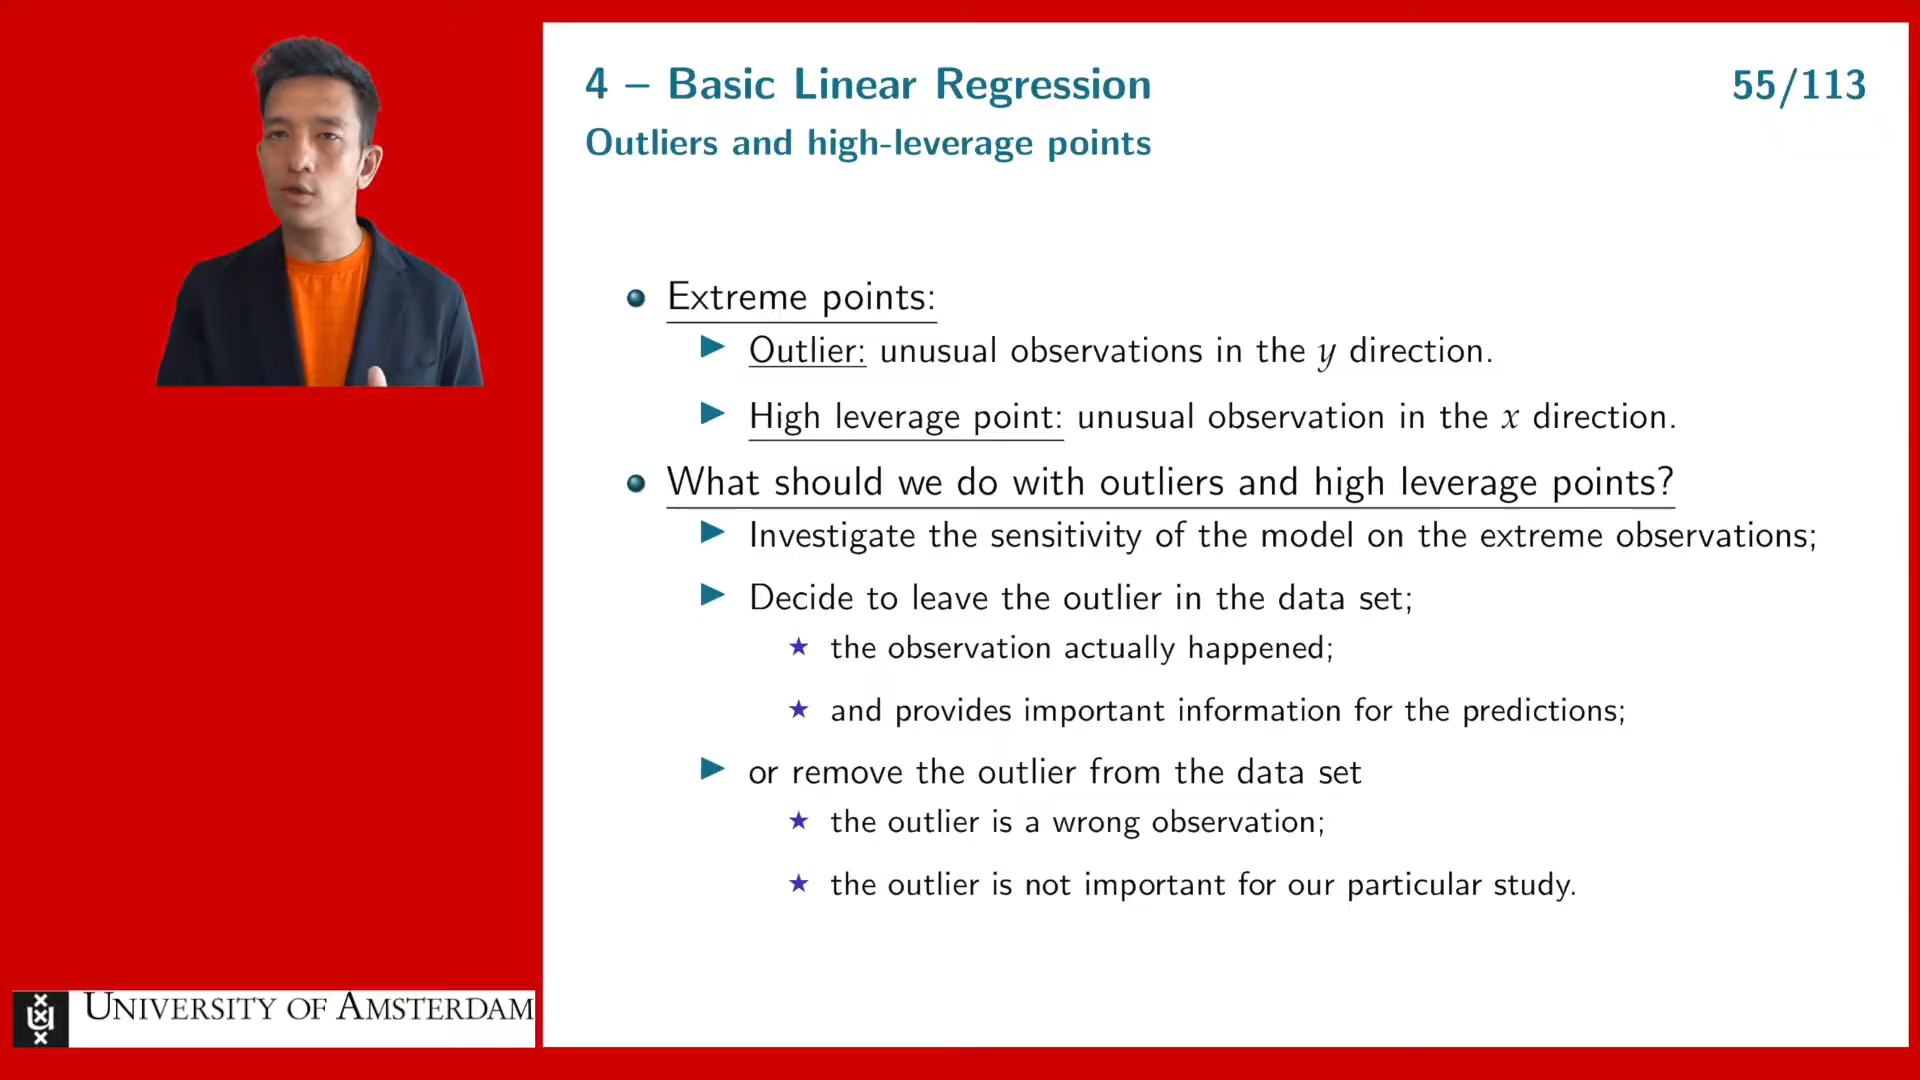 4 – Basic Linear Regression
55/113
Outliers and high-leverage points
Extreme points:
Outlier: unusual observations in the y direction.
High leverage point: unusual observation in the x direction.
What should we do with outliers and high leverage points?
Investigate the sensitivity of the model on the extreme observations;
Decide to leave the outlier in the data set;
the observation actually happened;
and provides important information for the predictions;
or remove the outlier from the data set
the outlier is a wrong observation;
the outlier is not important for our particular study.
UNIVERSITY OF AMSTERDAM